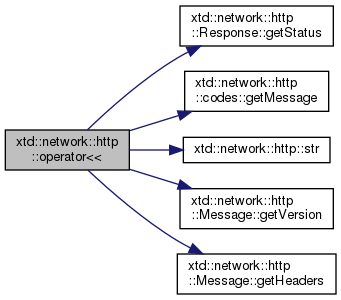 xtd::network::http
::operator<<
xtd::network::http
::Response::getStatus
xtd::network::http
::codes::getMessage
xtd::network::http::str
xtd::network::http
::Message::getVersion
xtd::network::http
::Message::getHeaders